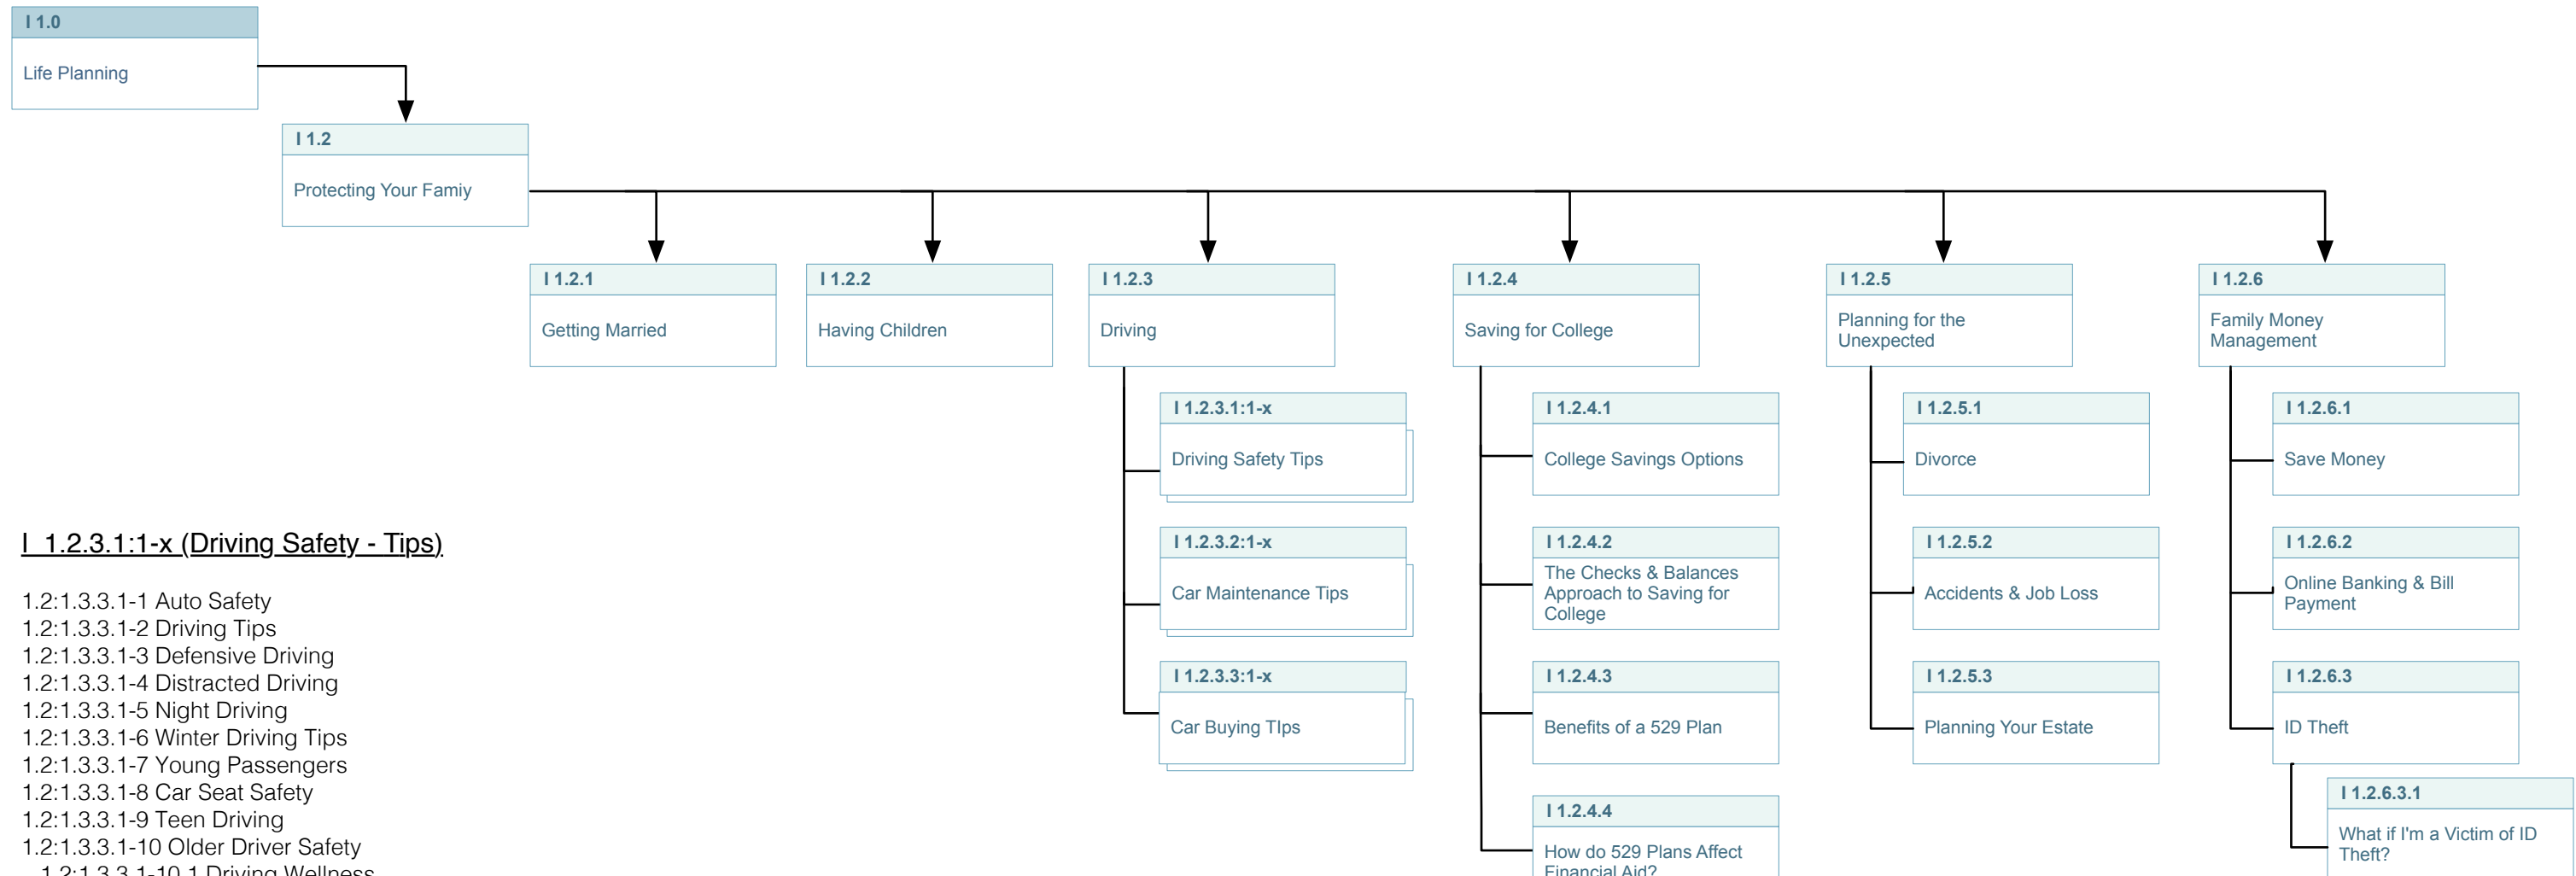 I 1.0
Life Planning
I 1.2
Protecting Your Famiy
I 1.2.1
Getting Married
I 1.2.2
Having Children
I 1.2.3
Driving
I 1.2.4
Saving for College
I 1.2.5
Planning for the
Unexpected
I 1.2.6
Family Money
Management
I 1.2.3.1:1-x
Driving Safety Tips
I 1.2.3.2:1-x
Car Maintenance Tips
I 1.2.3.3:1-x
Car Buying TIps
I 1.2.4.1
College Savings Options
I 1.2.4.2
The Checks & Balances
Approach to Saving for
College
I 1.2.4.3
Benefits of a 529 Plan
I 1.2.4.4
How do 529 Plans Affect
Financial Aid?
I 1.2.5.1
Divorce
I 1.2.5.2
Accidents & Job Loss
I 1.2.5.3
Planning Your Estate
I 1.2.6.1
Save Money
I 1.2.6.2
Online Banking & Bill
Payment
I 1.2.6.3
ID Theft
I 1.2.6.3.1
What if I'm a Victim of ID
Theft?
I 1.2.3.1:1-x (Driving Safety - Tips)
1.2:1.3.3.1-1 Auto Safety
1.2:1.3.3.1-2 Driving Tips
1.2:1.3.3.1-3 Defensive Driving
1.2:1.3.3.1-4 Distracted Driving
1.2:1.3.3.1-5 Night Driving
1.2:1.3.3.1-6 Winter Driving Tips
1.2:1.3.3.1-7 Young Passengers
1.2:1.3.3.1-8 Car Seat Safety
1.2:1.3.3.1-9 Teen Driving
1.2:1.3.3.1-10 Older Driver Safety
1.2:1.3.3.1-10.1 Driving Wellness